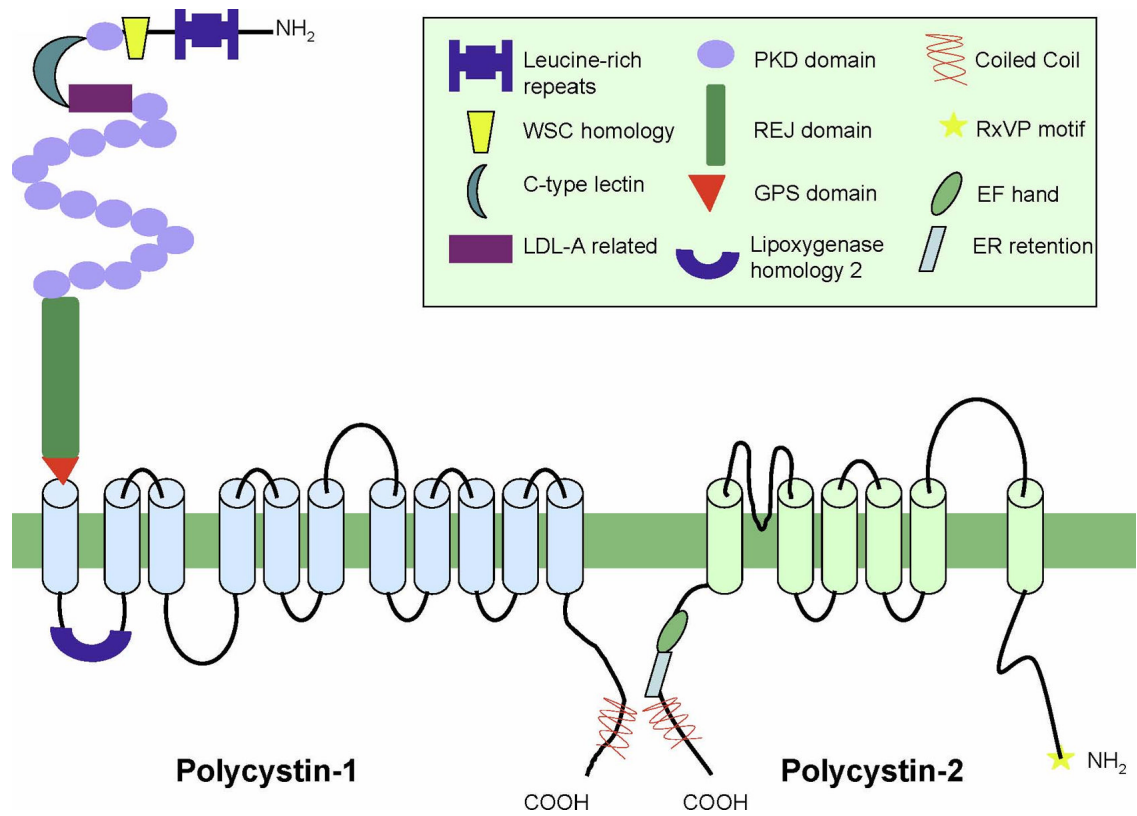 NH2
Leucine-rich
repeats
PKD domain
Coiled Coil
WSC homology
REJ domain
RxVP motif
C-type lectin
GPS domain
EF hand
LDL-A related
Lipoxygenase
homology 2
ER retention
Polycystin-1
Polycystin-2
NH2
COOH
COOH